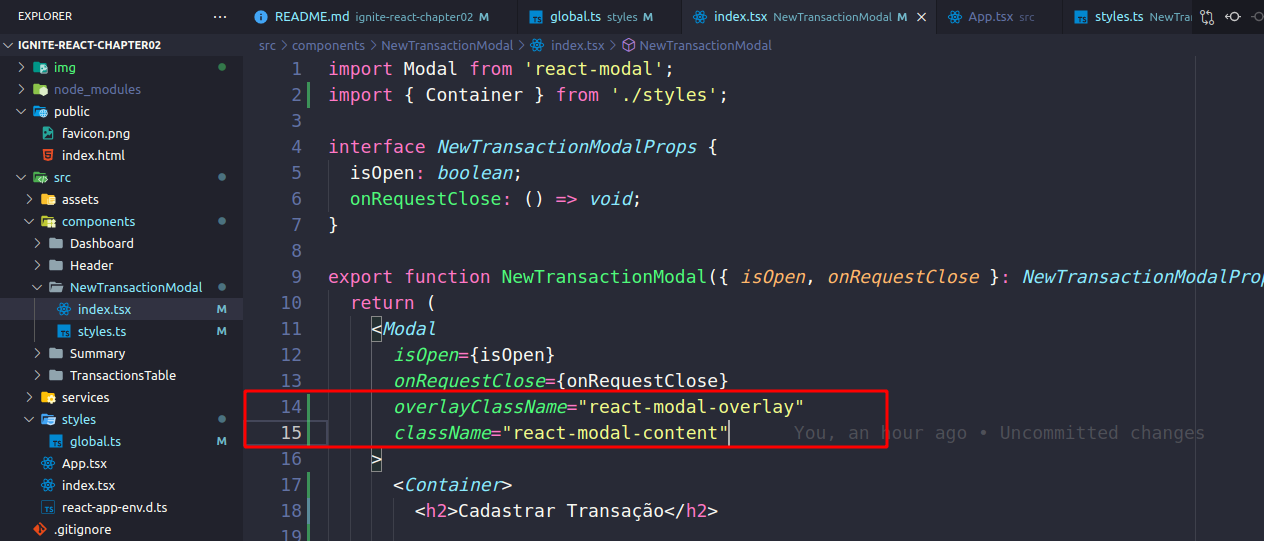 EXPLORER ···
README.md ignite-react-chapter02 M
global.ts styles M
index.tsx NewTransactionModal M
App.tsx src
styles.ts NewTra
IGNITE-REACT-CHAPTER02
img
node_modules
public
favicon.png
index.html
src
assets
components
Dashboard
Header
NewTransactionModal
index.tsx M
styles.ts M
Summary
TransactionsTable
services
styles
global.ts M
App.tsx
index.tsx
react-app-env.d.ts
.gitignore
src > components > NewTransactionModal > index.tsx > NewTransactionModal
1 import Modal from 'react-modal';
2 import { Container } from './styles';
3
4 interface NewTransactionModalProps {
5 isOpen: boolean;
6 onRequestClose: () => void;
7 }
8
9 export function NewTransactionModal({ isOpen, onRequestClose }: NewTransactionModalProp
10 return (
11 <Modal
12 isOpen={isOpen}
13 onRequestClose={onRequestClose}
14 overlayClassName="react-modal-overlay"
15 className="react-modal-content" You, an hour ago • Uncommitted changes
16 >
17 <Container>
18 <h2>Cadastrar Transação</h2>
19